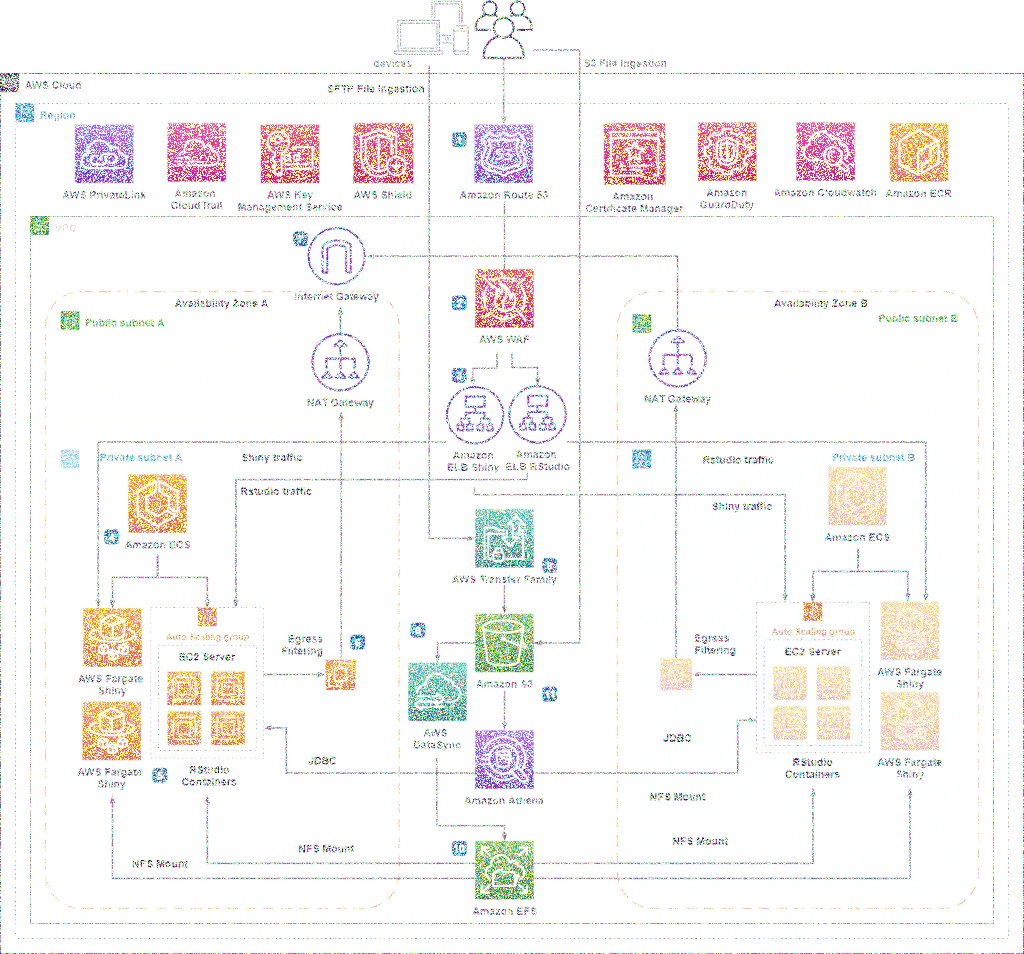 devices
S3 File Ingestion
SFTP File Ingestion
AWS Cloud
Region
AWS PrivateLink
Amazon
CloudTrail
AWS Key
Management Service
AWS Shield
Amazon Route 53
Amazon
Certificate Manager
Amazon
GuardDuty
Amazon Cloudwatch
Amazon ECR
VPC
7
Internet Gateway
Availability Zone A
Availability Zone B
Public subnet A
2
Public subnet B
AWS WAF
NAT Gateway
NAT Gateway
Amazon
ELB Shiny
Amazon
ELB RStudio
Private subnet A
Shiny traffic
Rstudio traffic
Private subnet B
Rstudio traffic
Shiny traffic
4
Amazon ECS
Amazon ECS
AWS Transfer Family
Auto Scaling group
EC2 Server
Egress
Filtering
Egress
Filtering
Auto Scaling group
EC2 Server
AWS Fargate
Shiny
Amazon S3
AWS Fargate
Shiny
AWS
DataSync
JDBC
JDBC
AWS Fargate
Shiny
RStudio
Containers
RStudio
Containers
AWS Fargate
Shiny
Amazon Athena
NFS Mount
NFS Mount
NFS Mount
NFS Mount
10
Amazon EFS